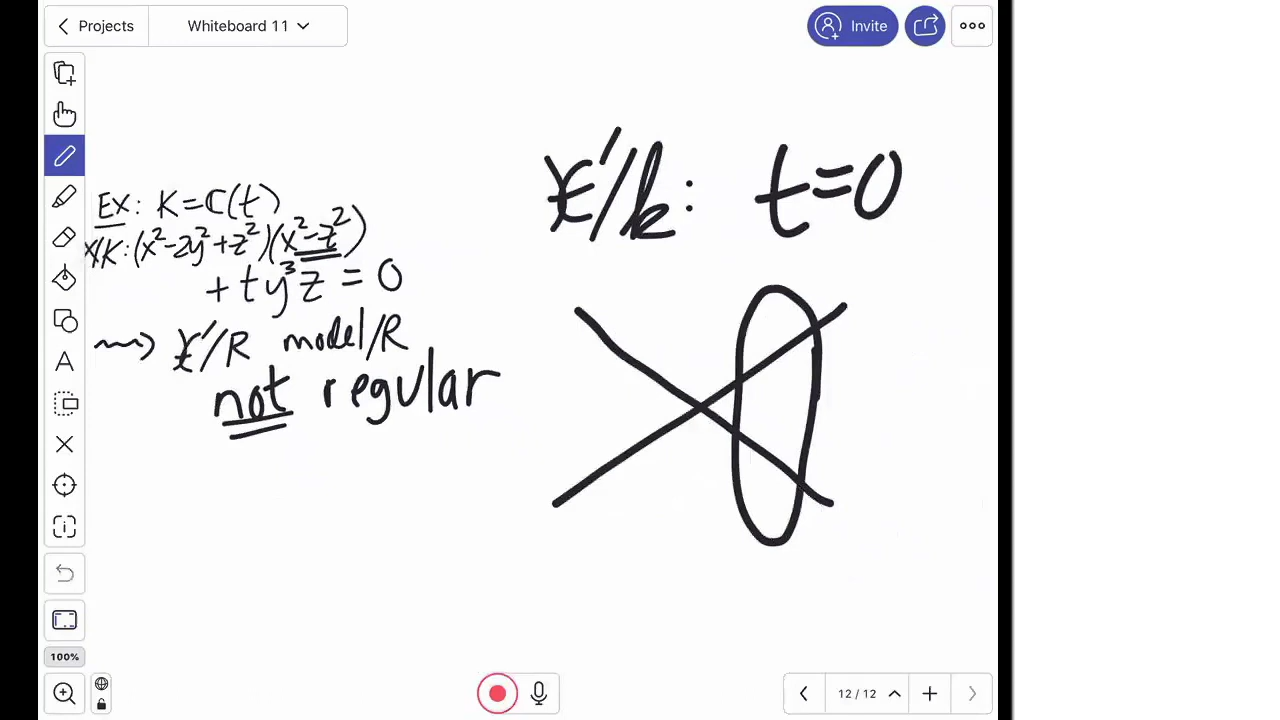 Projects
Whiteboard 11
Invite
EX: K=ℂ(t)
X/K: (x²-2y²+z²)(x²-z²)
+ty³z=0
⇝ 𝔛'/R model/R
not regular
𝔛'/k: t=0
A
100%
12/12